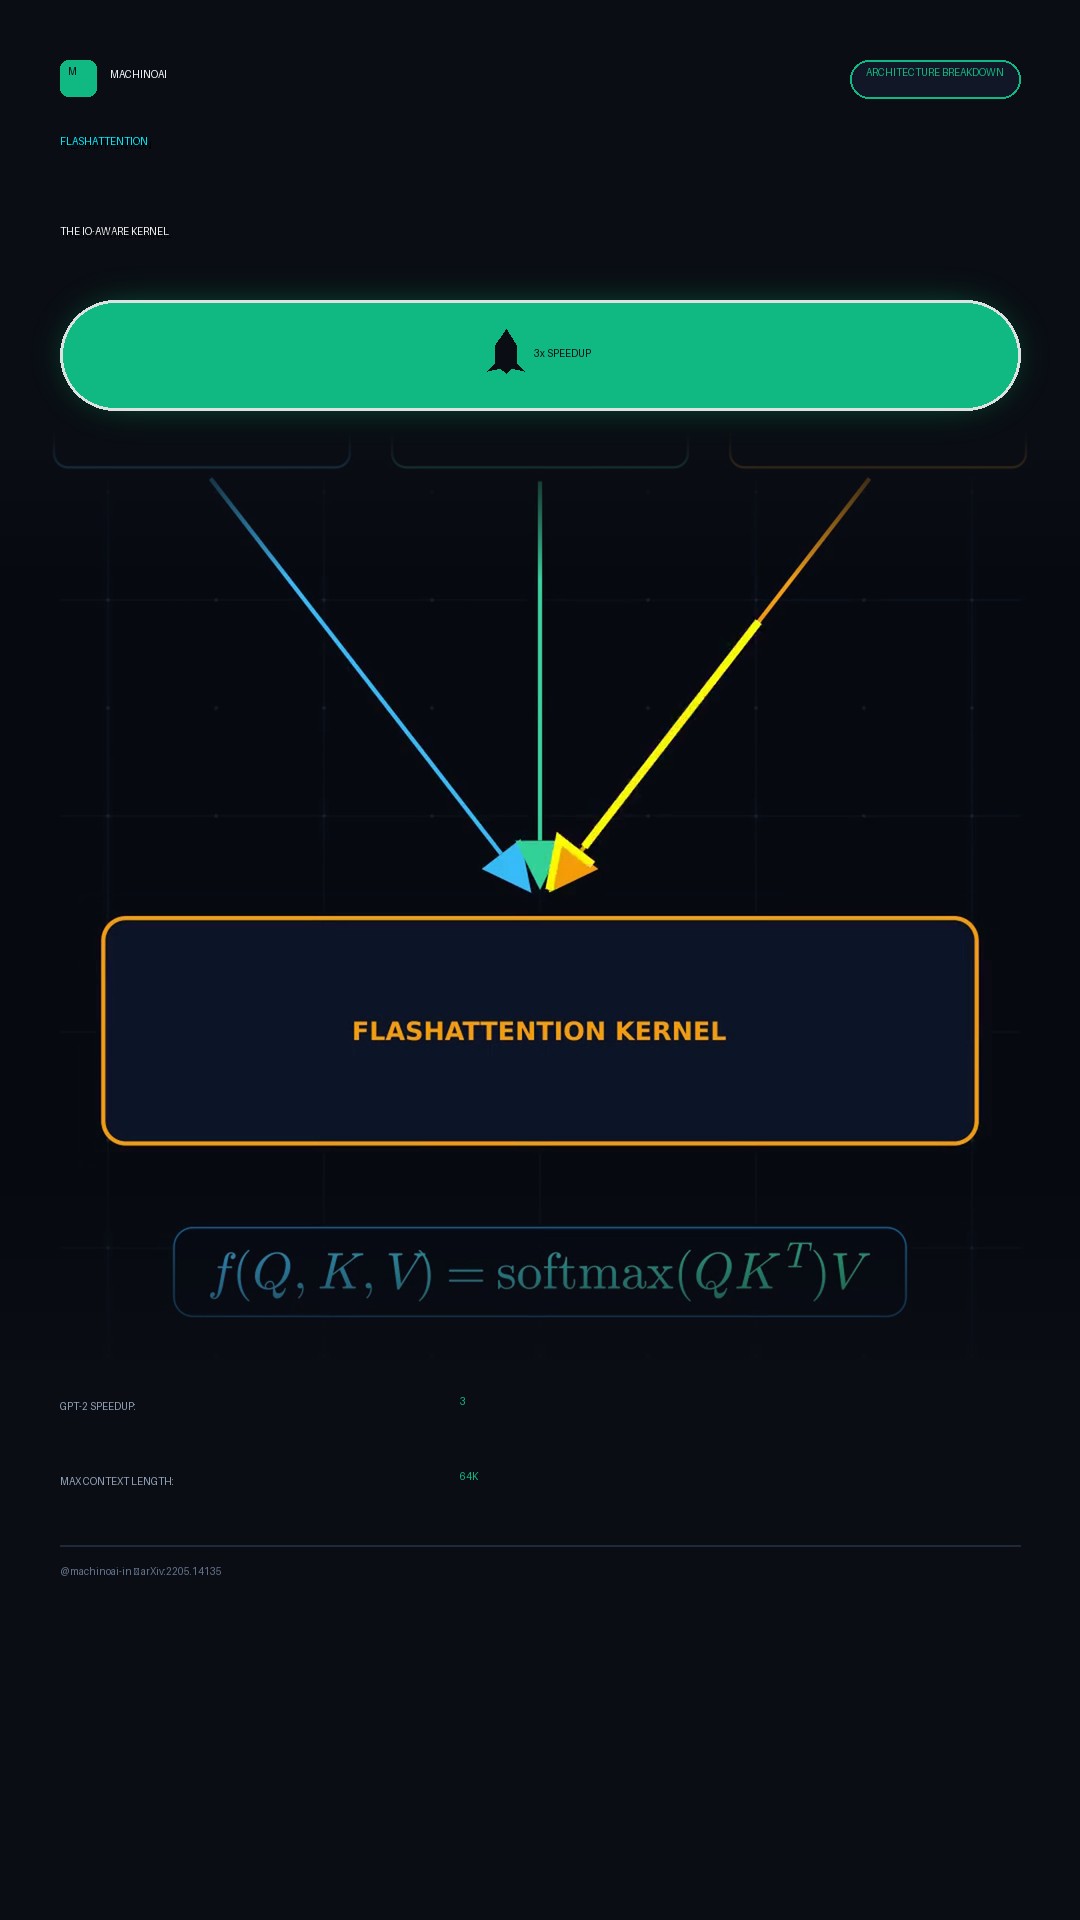 M
MACHINOAI
ARCHITECTURE BREAKDOWN
FLASHATTENTION
THE IO-AWARE KERNEL
3x SPEEDUP
FLASHATTENTION KERNEL
f(Q, K, V) = softmax(QK^T)V
GPT-2 SPEEDUP:
3
MAX CONTEXT LENGTH:
64K
@machinoai-in arXiv:2205.14135